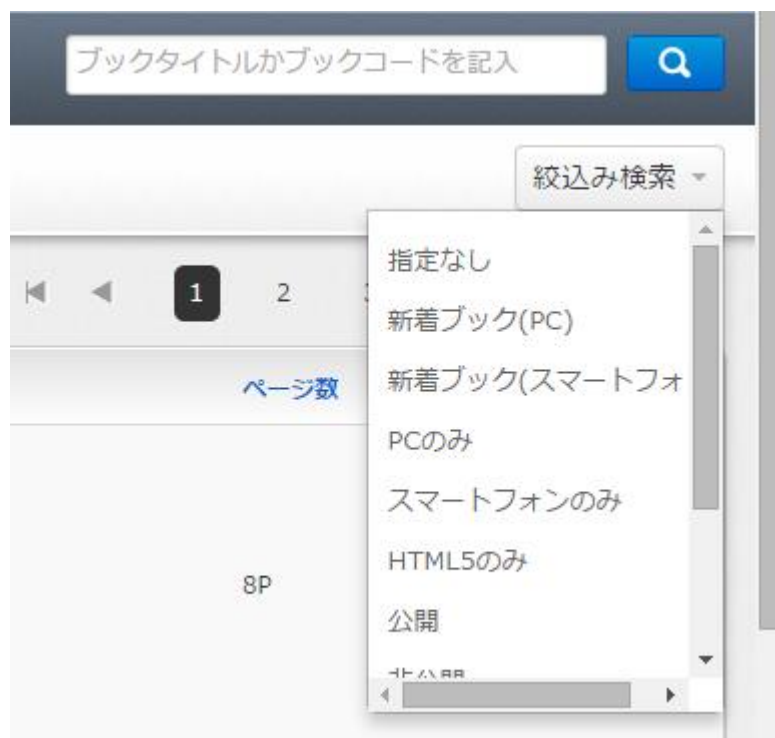 ブックタイトルかブックコードを記入
絞込み検索
1 2
指定なし
新着ブック(PC)
新着ブック(スマートフォ
ページ数
PCのみ
スマートフォンのみ
HTML5のみ
8P
公開